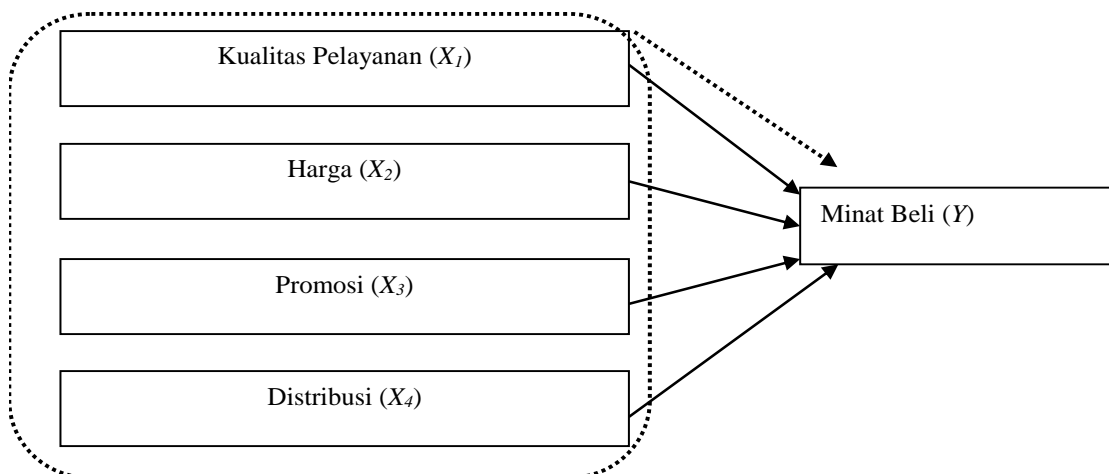 Kualitas Pelayanan (X₁)
Harga (X₂)
Minat Beli (Y)
Promosi (X₃)
Distribusi (X₄)